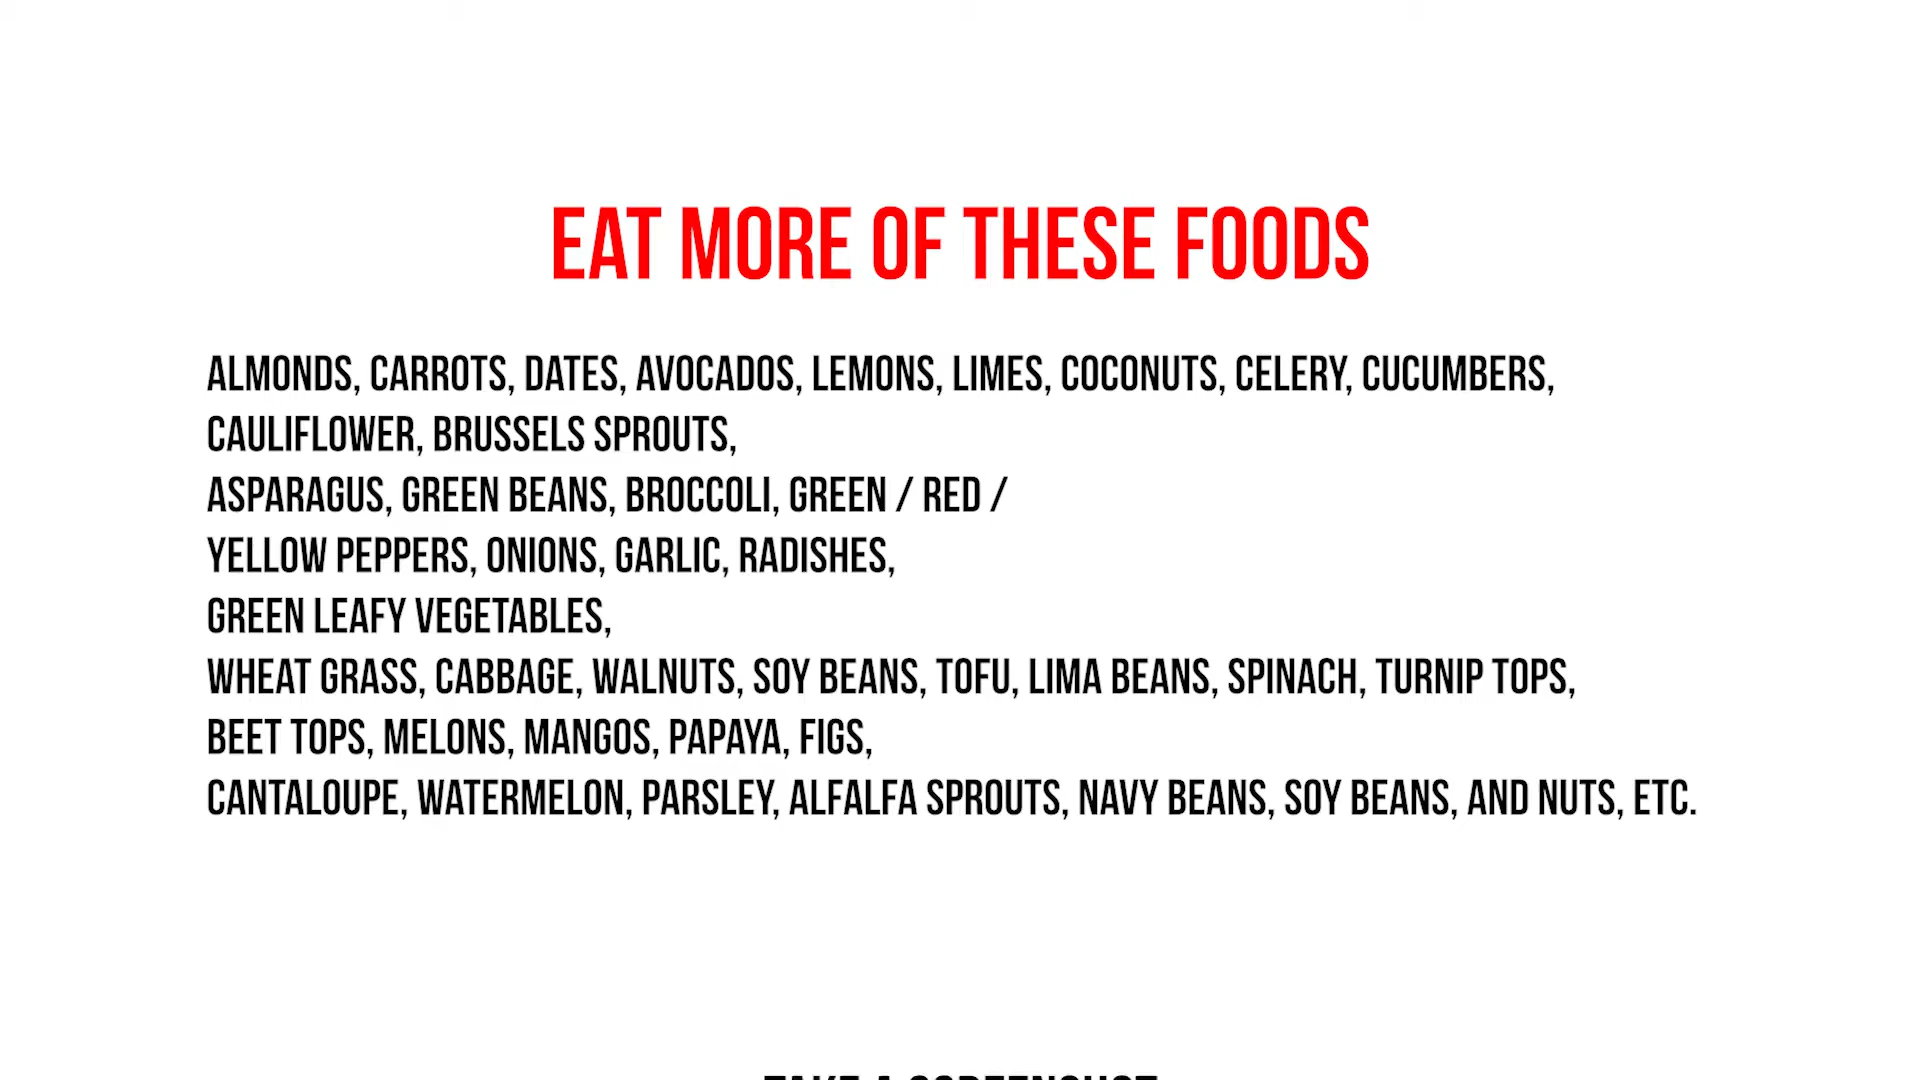 EAT MORE OF THESE FOODS
ALMONDS, CARROTS, DATES, AVOCADOS, LEMONS, LIMES, COCONUTS, CELERY, CUCUMBERS,
CAULIFLOWER, BRUSSELS SPROUTS,
ASPARAGUS, GREEN BEANS, BROCCOLI, GREEN / RED /
YELLOW PEPPERS, ONIONS, GARLIC, RADISHES,
GREEN LEAFY VEGETABLES,
WHEAT GRASS, CABBAGE, WALNUTS, SOY BEANS, TOFU, LIMA BEANS, SPINACH, TURNIP TOPS,
BEET TOPS, MELONS, MANGOS, PAPAYA, FIGS,
CANTALOUPE, WATERMELON, PARSLEY, ALFALFA SPROUTS, NAVY BEANS, SOY BEANS, AND NUTS, ETC.